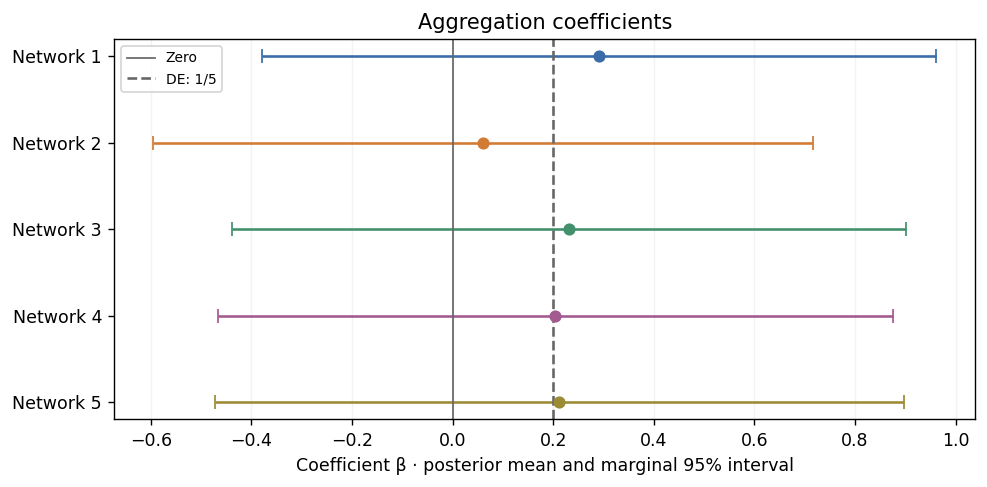 Aggregation coefficients
Network 1
Network 2
Network 3
Network 4
Network 5
Zero
DE: 1/5
−0.6 −0.4 −0.2 0.0 0.2 0.4 0.6 0.8 1.0
Coefficient β · posterior mean and marginal 95% interval